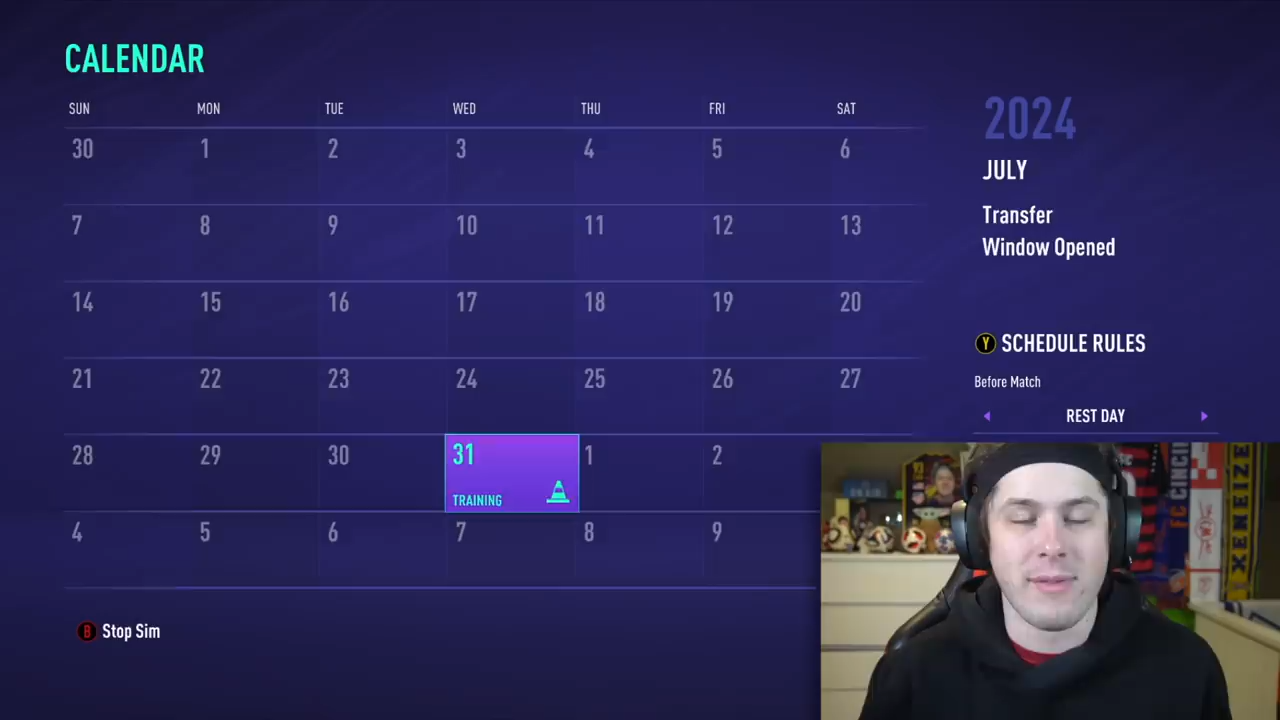 CALENDAR
SUN MON TUE WED THU FRI SAT
30 1 2 3 4 5 6
7 8 9 10 11 12 13
14 15 16 17 18 19 20
21 22 23 24 25 26 27
28 29 30 31 1 2
TRAINING
4 5 6 7 8 9
B Stop Sim
2024
JULY
Transfer
Window Opened
Y SCHEDULE RULES
Before Match
REST DAY
FC CINCI
XENEIZE